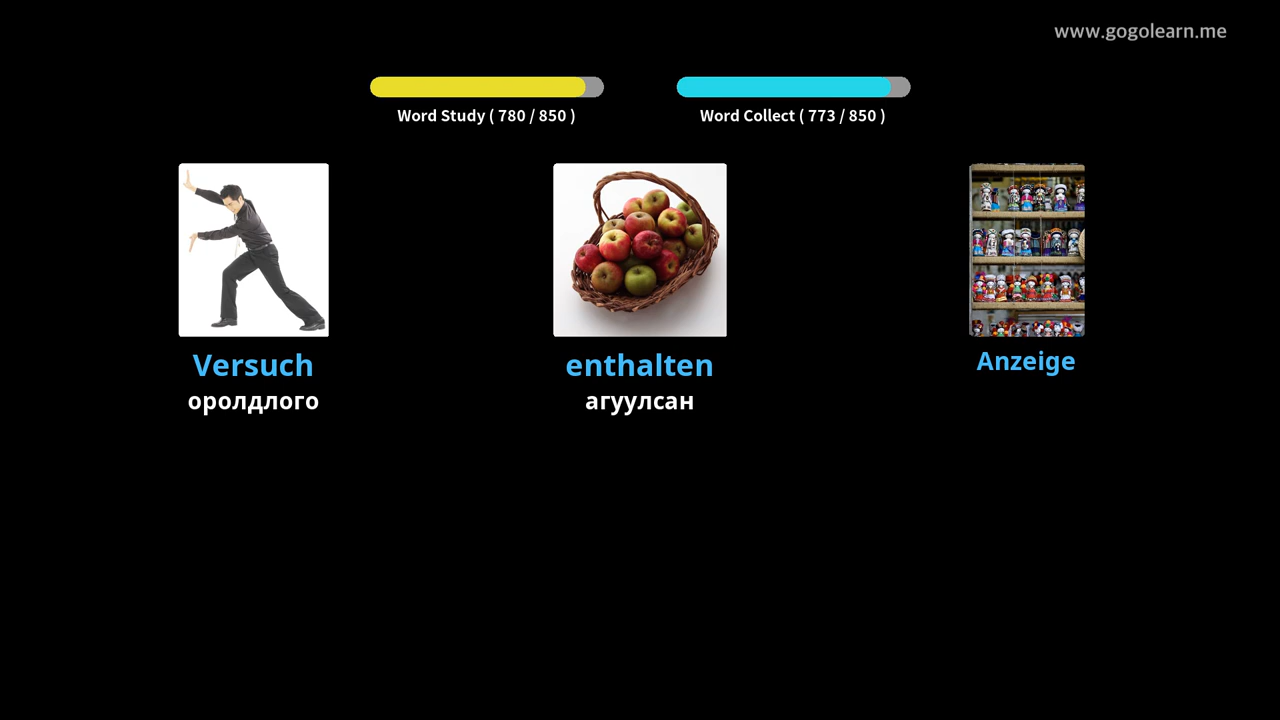 www.gogolearn.me
Word Study ( 780 / 850 )
Word Collect ( 773 / 850 )
Versuch
enthalten
Anzeige
оролдлого
агуулсан